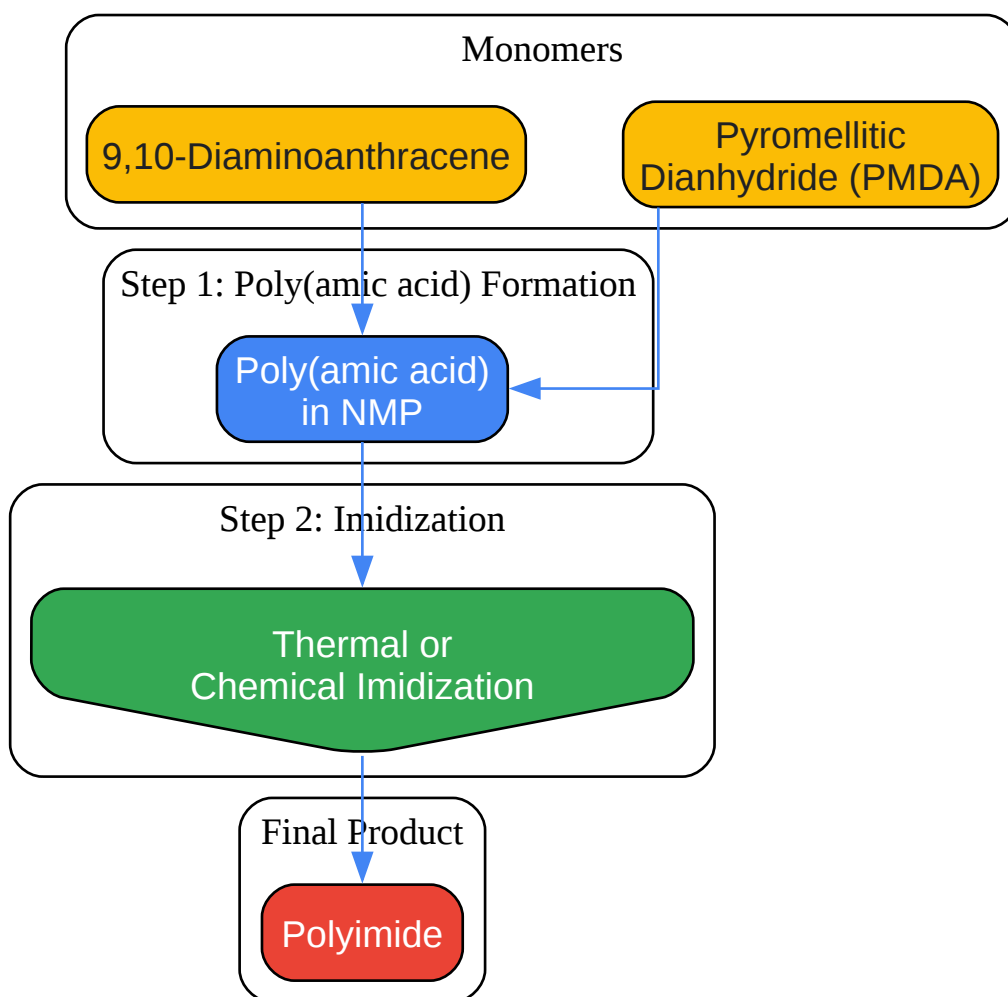 Monomers
9,10-Diaminoanthracene
Pyromellitic
Dianhydride (PMDA)
Step 1: Poly(amic acid) Formation
Poly(amic acid)
in NMP
Step 2: Imidization
Thermal or
Chemical Imidization
Final Product
Polyimide